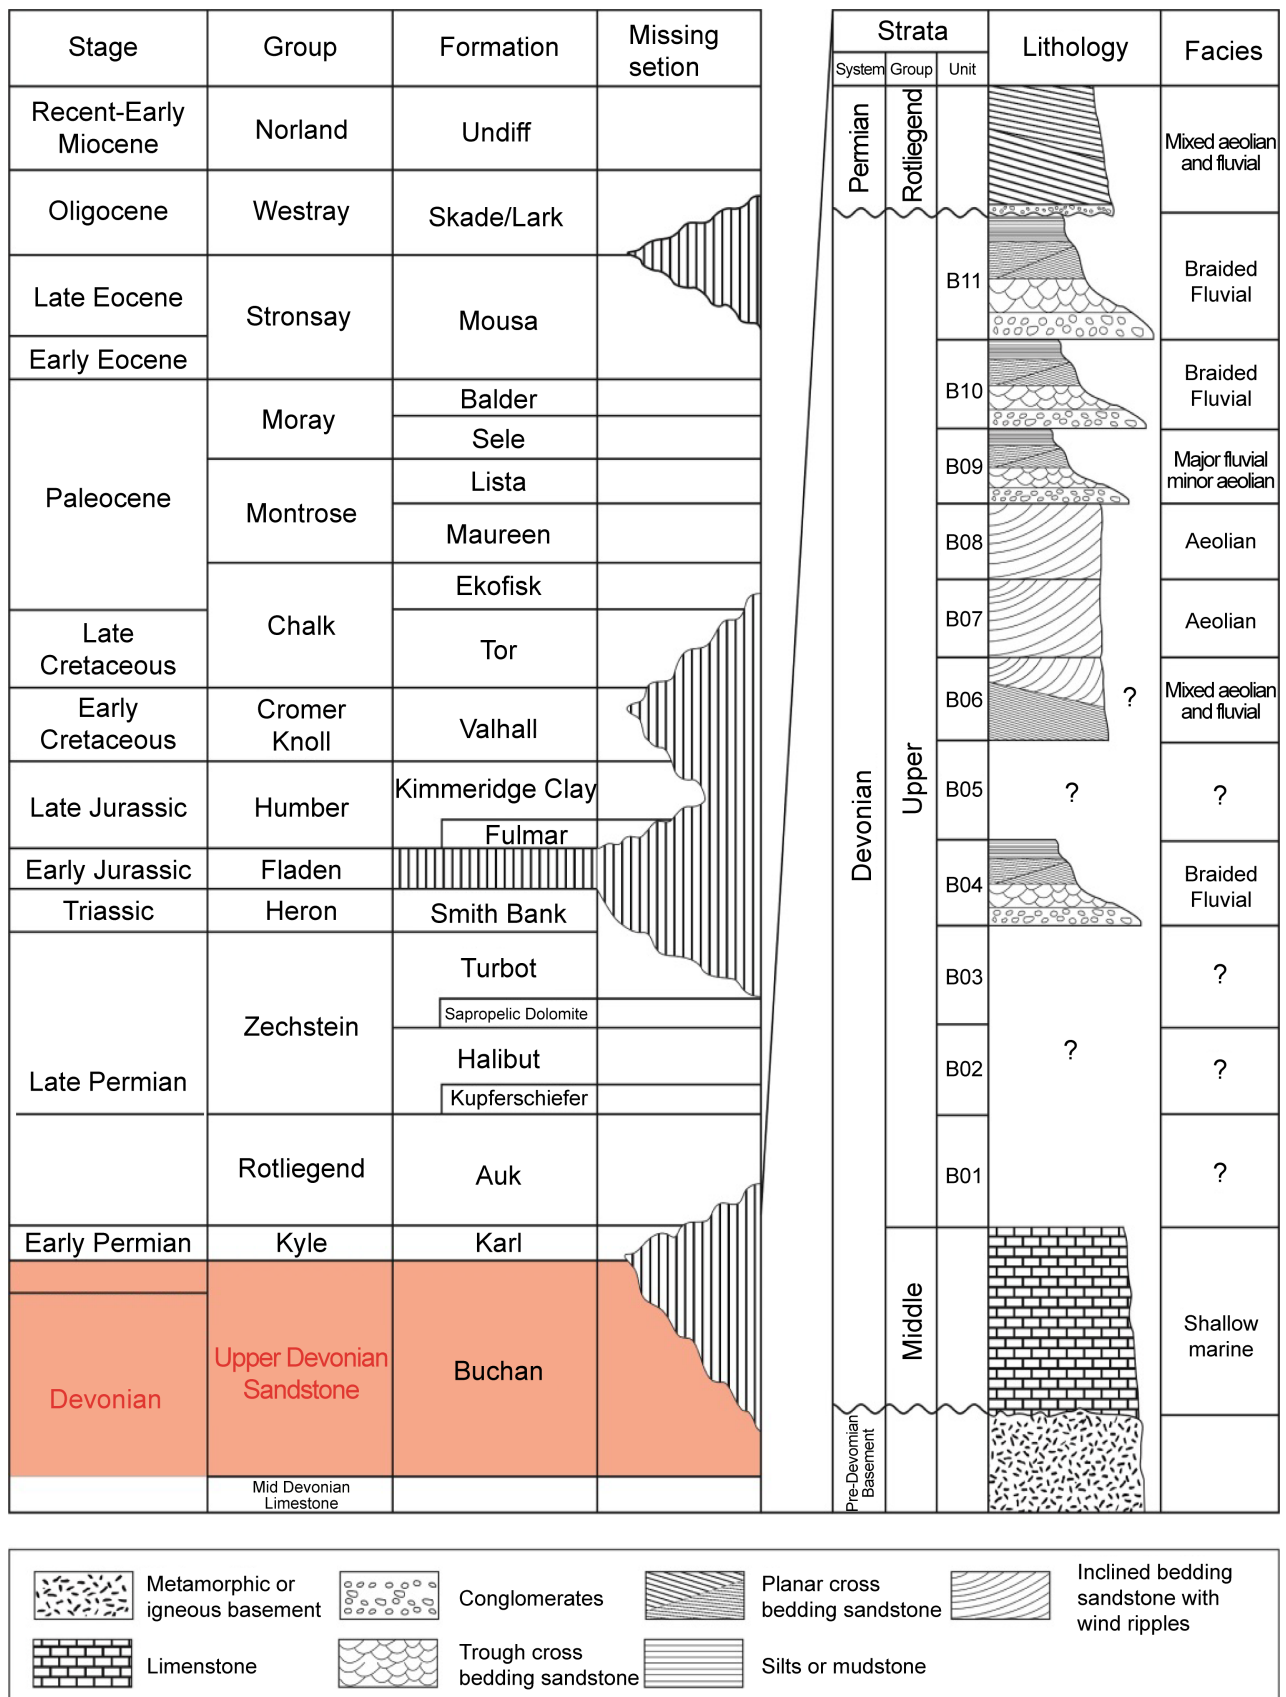 Stage
Group
Formation
Missing
setion
Recent-Early
Miocene
Norland
Undiff
Oligocene
Westray
Skade/Lark
Late Eocene
Stronsay
Mousa
Early Eocene
Paleocene
Moray
Balder
Sele
Montrose
Lista
Maureen
Chalk
Ekofisk
Late
Cretaceous
Tor
Early
Cretaceous
Cromer
Knoll
Valhall
Late Jurassic
Humber
Kimmeridge Clay
Fulmar
Early Jurassic
Fladen
Triassic
Heron
Smith Bank
Late Permian
Zechstein
Turbot
Sapropelic Dolomite
Halibut
Kupferschiefer
Rotliegend
Auk
Early Permian
Kyle
Karl
Devonian
Upper Devonian
Sandstone
Buchan
Mid Devonian
Limestone
Strata
Lithology
Facies
System
Group
Unit
Permian
Rotliegend
Mixed aeolian
and fluvial
Devonian
Upper
B11
Braided
Fluvial
B10
Braided
Fluvial
B09
Major fluvial
minor aeolian
B08
Aeolian
B07
Aeolian
B06
?
Mixed aeolian
and fluvial
B05
?
?
B04
Braided
Fluvial
B03
?
?
B02
?
B01
?
Middle
Shallow
marine
Pre-Devomian
Basement
Metamorphic or
igneous basement
Conglomerates
Planar cross
bedding sandstone
Inclined bedding
sandstone with
wind ripples
Limenstone
Trough cross
bedding sandstone
Silts or mudstone